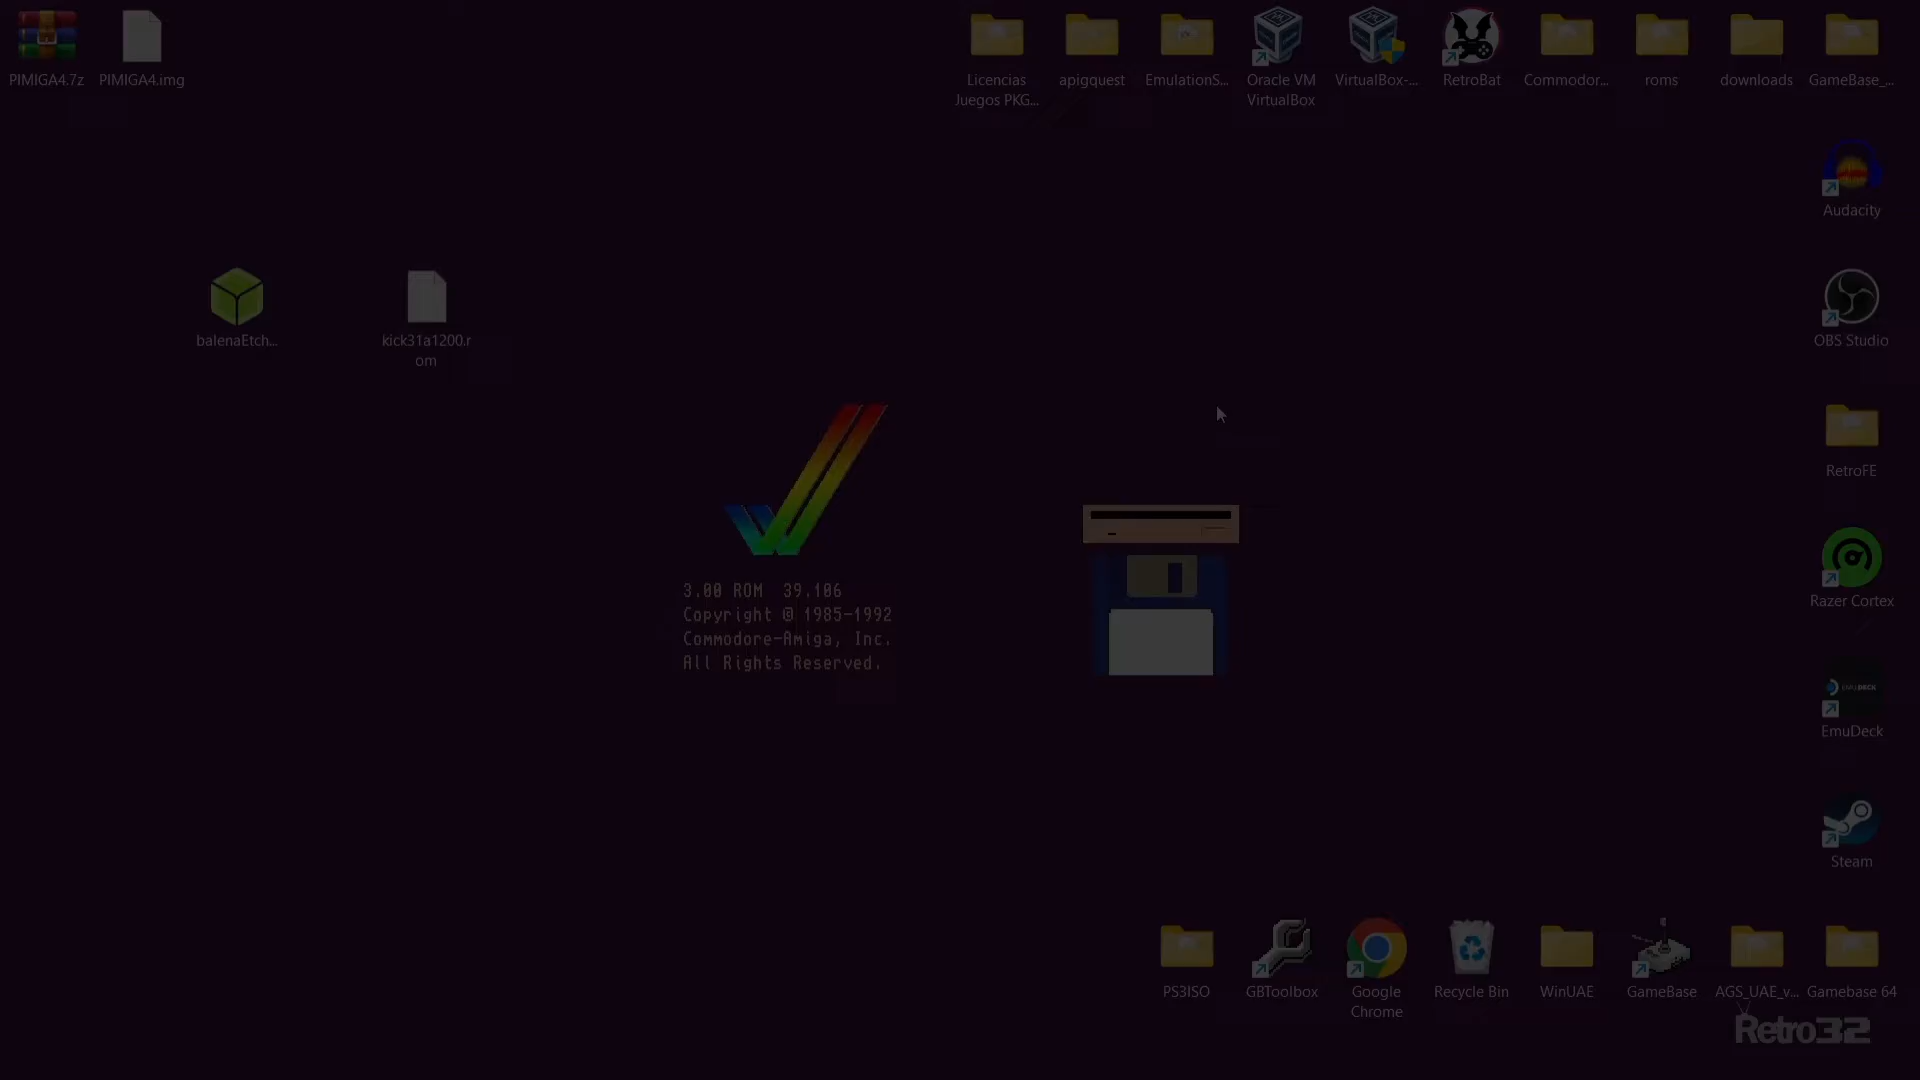 PIMIGA4.7z
PIMIGA4.img
Licencias
Juegos PKG...
apigquest
EmulationS...
Oracle VM
VirtualBox
VirtualBox-...
RetroBat
Commodor...
roms
downloads
GameBase_...
Audacity
balenaEtch...
kick31a1200.r
om
OBS Studio
RetroFE
3.00 ROM  39.106
Copyright © 1985-1992
Commodore-Amiga, Inc.
All Rights Reserved.
Razer Cortex
EMUDECK
EmuDeck
Steam
PS3ISO
GBToolbox
Google
Chrome
Recycle Bin
WinUAE
GameBase
AGS_UAE_v...
Gamebase 64
Retro32